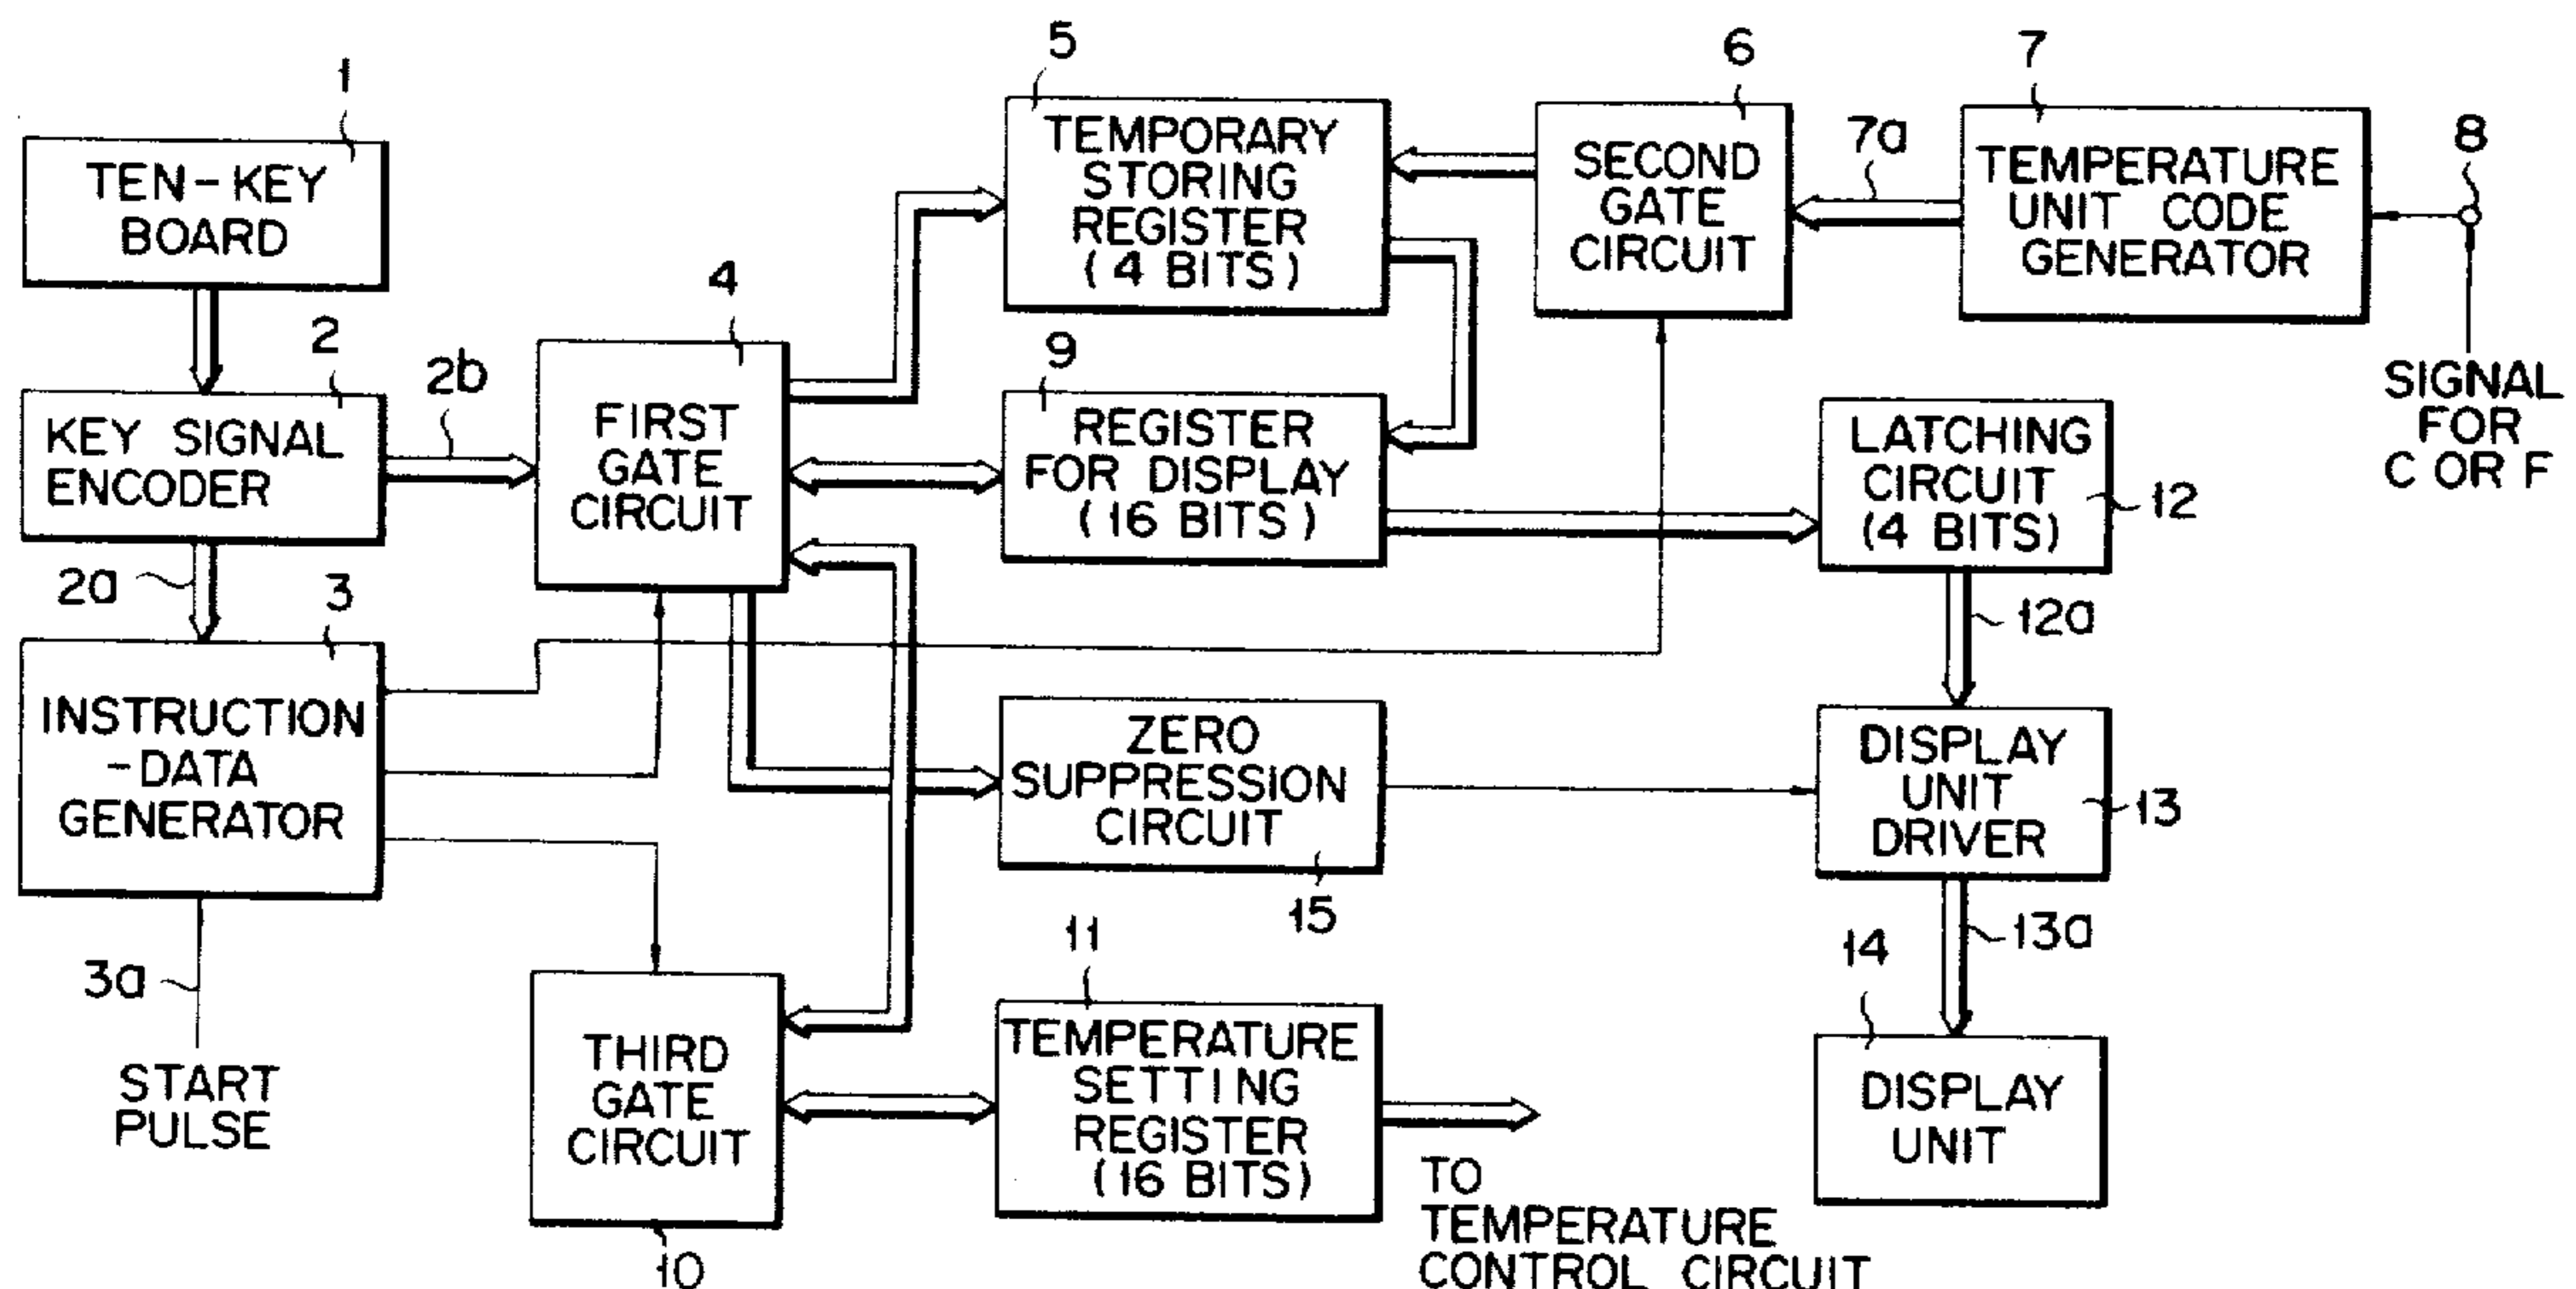 1
TEN-KEY
BOARD
2
KEY SIGNAL
ENCODER
2b
2a
3
INSTRUCTION
-DATA
GENERATOR
3a
START
PULSE
4
FIRST
GATE
CIRCUIT
5
TEMPORARY
STORING
REGISTER
(4 BITS)
6
SECOND
GATE
CIRCUIT
7a
7
TEMPERATURE
UNIT CODE
GENERATOR
8
SIGNAL
FOR
C OR F
9
REGISTER
FOR DISPLAY
(16 BITS)
LATCHING
CIRCUIT
(4 BITS)
12
12a
ZERO
SUPPRESSION
CIRCUIT
15
DISPLAY
UNIT
DRIVER
13
13a
THIRD
GATE
CIRCUIT
10
11
TEMPERATURE
SETTING
REGISTER
(16 BITS)
TO
TEMPERATURE
CONTROL CIRCUIT
14
DISPLAY
UNIT